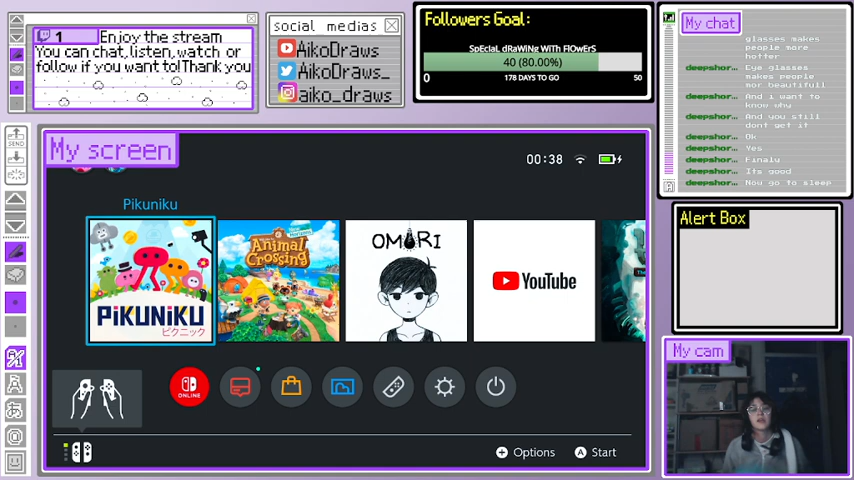 1
Enjoy the stream
You can chat,listen,watch or
follow if you want to!Thank you
social medias
AikoDraws
AikoDraws_
aiko_draws
Followers Goal:
SpEcIaL dRaWiNg WiTh FlOwErS
40 (80.00%)
0
178 DAYS TO GO
50
My chat
glasses makes
people more
hotter
deepshor... Eye glasses
makes people
mor beautifull
deepshor... And i want to
know why
deepshor... And you still
dont get it
deepshor... Ok
deepshor... Yes
deepshor... Finaly
deepshor... Its good
deepshor... Now go to sleep
Alert Box
My cam
My screen
00:38
Pikuniku
PiKUNiKU
ピクニック
Animal
Crossing
OMORI
YouTube
ONLINE
Options
A Start
SEND